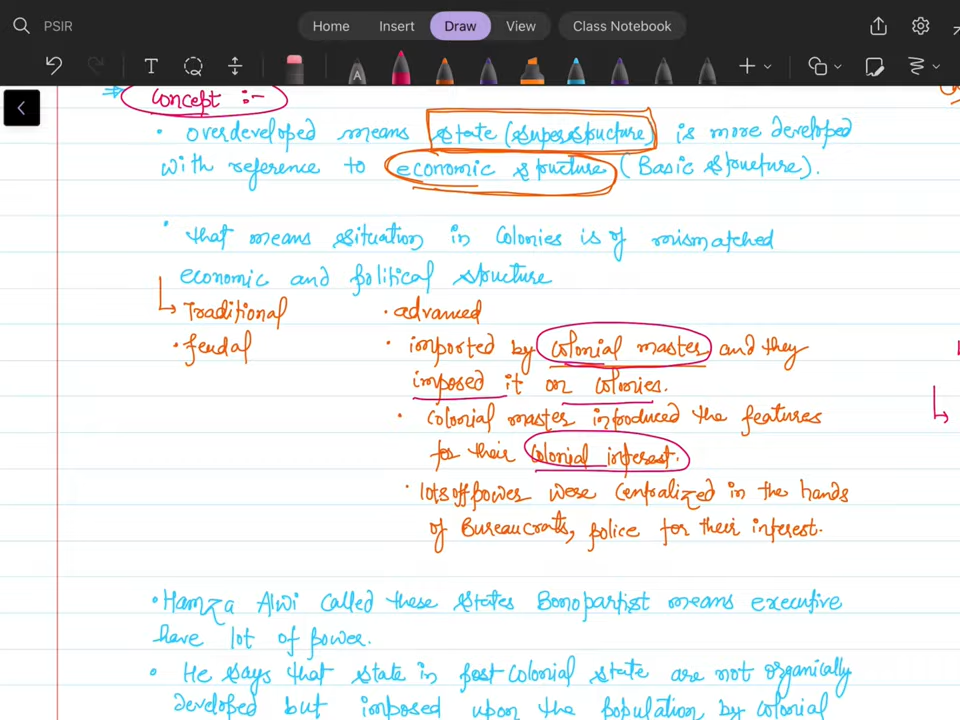 PSIR
Home Insert Draw View Class Notebook
T A
Concept :-
• Overdeveloped means state (superstructure) is more developed
with reference to economic structure (Basic structure).
• that means situation in Colonies is of mismatched
economic and political structure
↳ Traditional • advanced
• feudal • imported by colonial master and they
imposed it on colonies.
• Colonial master introduced the features
for their colonial interest.
• lots off power were centralized in the hands
of Bureaucrats, police for their interest.
• Hamza Alwi called these states Bonopartist means executive
have lot of power.
• He says that state in post-colonial state are not organically
developed but imposed upon the population by colonial